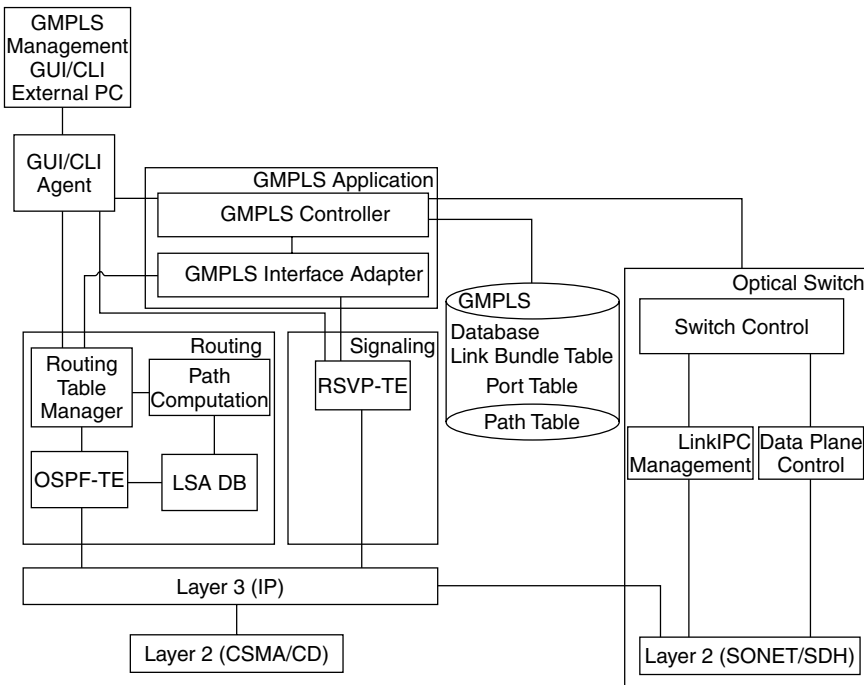 GMPLS
Management
GUI/CLI
External PC
GUI/CLI
Agent
GMPLS Application
GMPLS Controller
GMPLS Interface Adapter
GMPLS
Database
Link Bundle Table
Port Table
Path Table
Optical Switch
Switch Control
LinkIPC
Management
Data Plane
Control
Routing
Routing
Table
Manager
Path
Computation
OSPF-TE
LSA DB
Signaling
RSVP-TE
Layer 3 (IP)
Layer 2 (CSMA/CD)
Layer 2 (SONET/SDH)